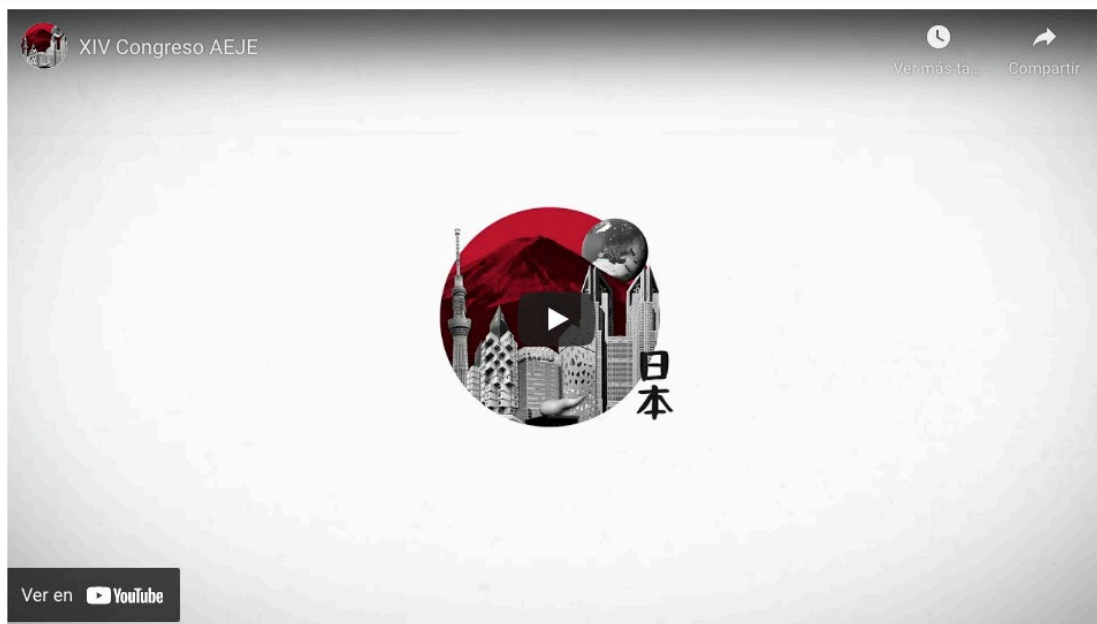 XIV Congreso AEJE
Ver más ta...
Compartir
日本
Ver en YouTube